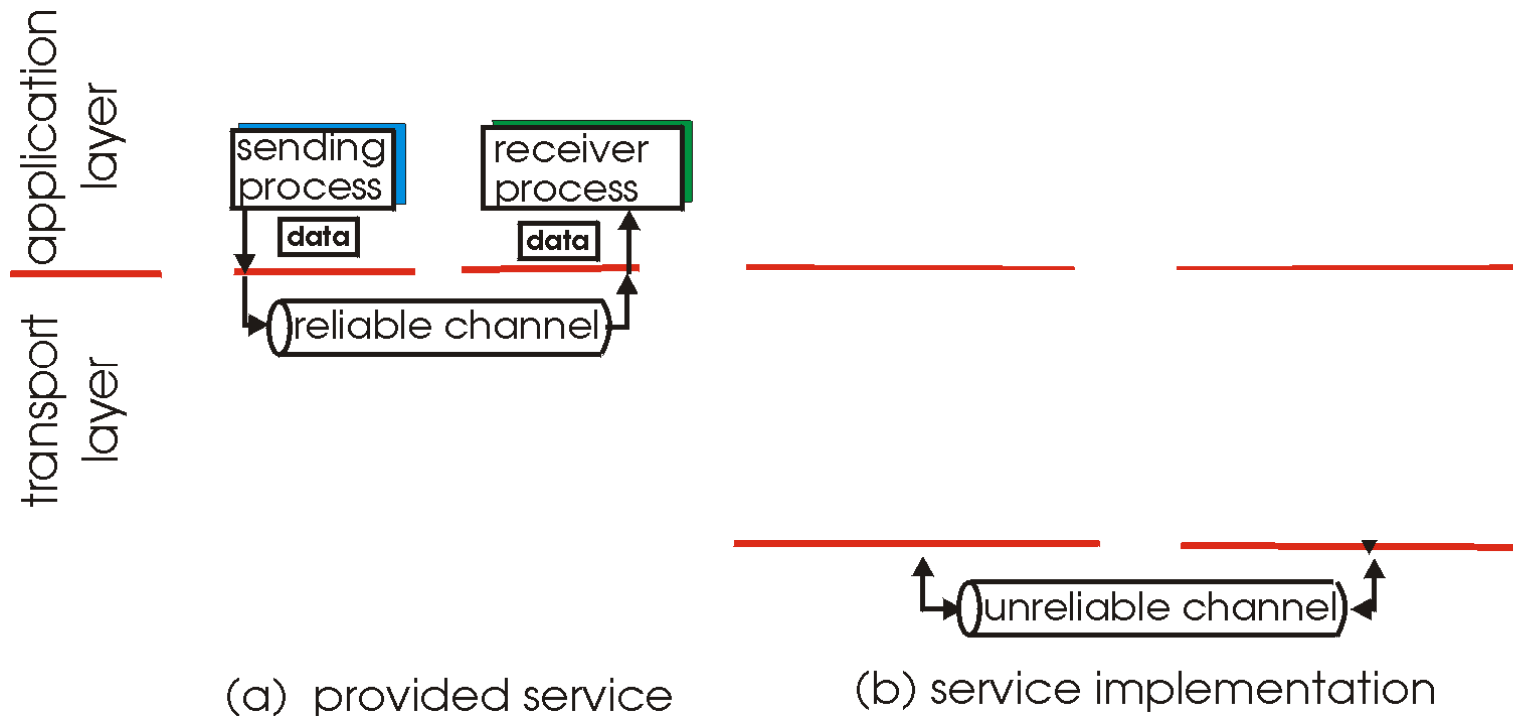 application
layer
transport
layer
sending
process
data
receiver
process
data
reliable channel
unreliable channel
(a) provided service
(b) service implementation